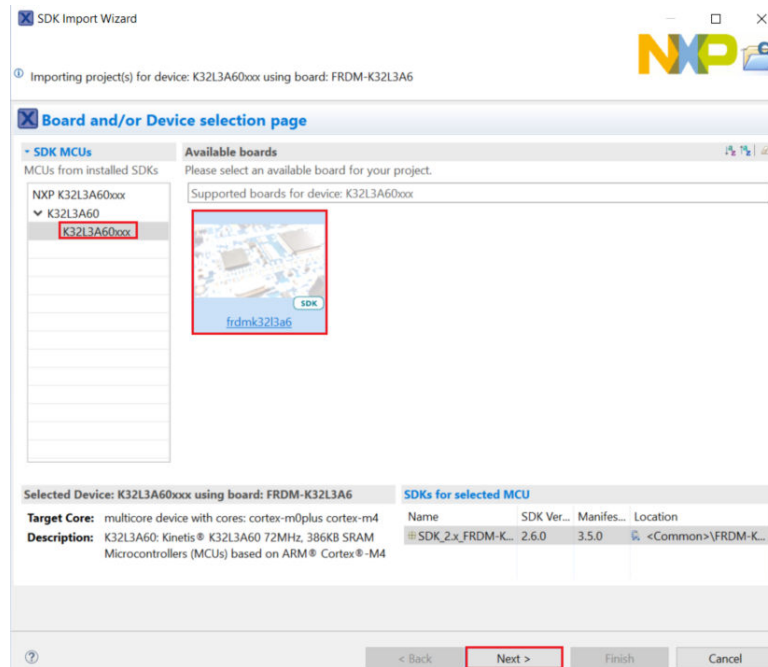 SDK Import Wizard
NXP
Importing project(s) for device: K32L3A60xxx using board: FRDM-K32L3A6
Board and/or Device selection page
SDK MCUs
MCUs from installed SDKs
NXP K32L3A60xxx
K32L3A60
K32L3A60xxx
Available boards
Please select an available board for your project.
Supported boards for device: K32L3A60xxx
SDK
frdmk32l3a6
Selected Device: K32L3A60xxx using board: FRDM-K32L3A6
Target Core: multicore device with cores: cortex-m0plus cortex-m4
Description: K32L3A60: Kinetis® K32L3A60 72MHz, 386KB SRAM
Microcontrollers (MCUs) based on ARM® Cortex®-M4
SDKs for selected MCU
Name SDK Ver... Manifes... Location
SDK_2.x_FRDM-K... 2.6.0 3.5.0 <Common>\FRDM-K...
< Back Next > Finish Cancel